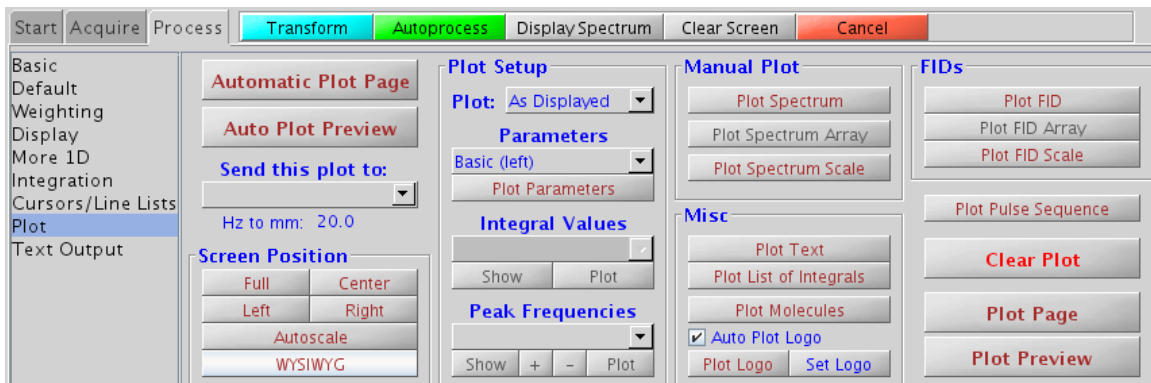 Start Acquire Process Transform Autoprocess Display Spectrum Clear Screen Cancel
Basic
Default
Weighting
Display
More 1D
Integration
Cursors/Line Lists
Plot
Text Output
Automatic Plot Page
Auto Plot Preview
Send this plot to:
Hz to mm: 20.0
Screen Position
Full Center
Left Right
Autoscale
WYSIWYG
Plot Setup
Plot: As Displayed
Parameters
Basic (left)
Plot Parameters
Integral Values
Show Plot
Peak Frequencies
Show + - Plot
Manual Plot
Plot Spectrum
Plot Spectrum Array
Plot Spectrum Scale
Misc
Plot Text
Plot List of Integrals
Plot Molecules
Auto Plot Logo
Plot Logo Set Logo
FIDs
Plot FID
Plot FID Array
Plot FID Scale
Plot Pulse Sequence
Clear Plot
Plot Page
Plot Preview